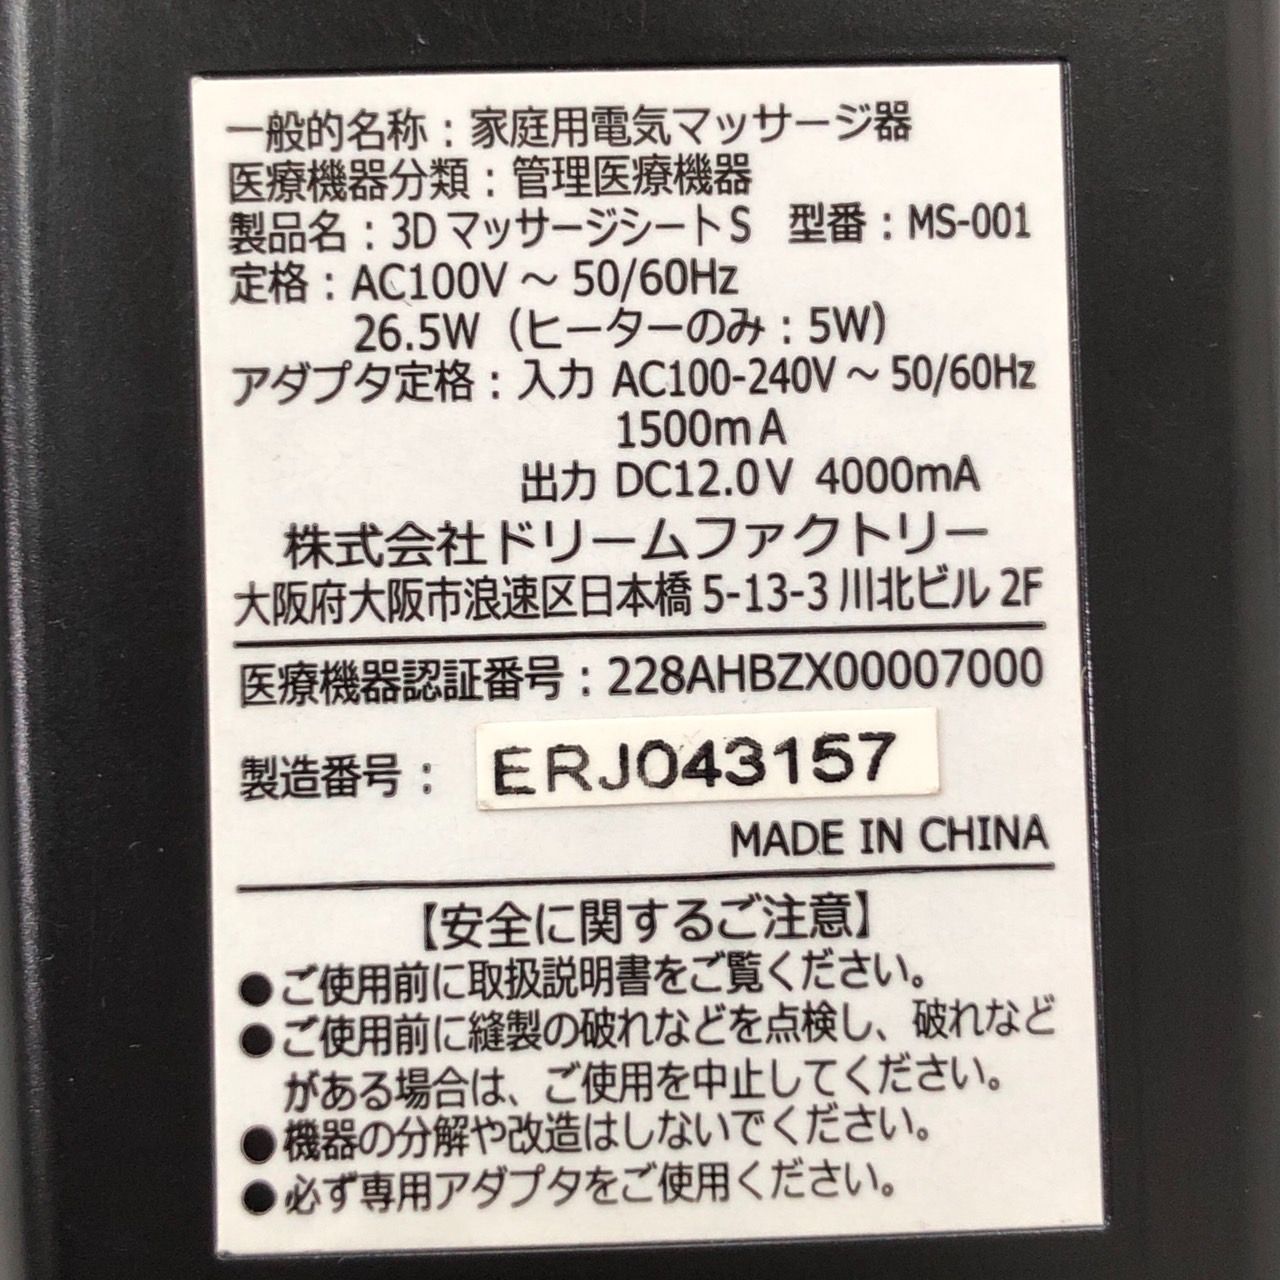 一般的名称：家庭用電気マッサージ器
医療機器分類：管理医療機器
製品名：3DマッサージシートS　型番：MS-001
定格：AC100V～50/60Hz
26.5W（ヒーターのみ：5W）
アダプタ定格：入力 AC100-240V～50/60Hz
1500mA
出力 DC12.0V 4000mA
株式会社ドリームファクトリー
大阪府大阪市浪速区日本橋5-13-3川北ビル2F
医療機器認証番号：228AHBZX00007000
製造番号：ERJ043157
MADE IN CHINA
【安全に関するご注意】
●ご使用前に取扱説明書をご覧ください。
●ご使用前に縫製の破れなどを点検し、破れなど
がある場合は、ご使用を中止してください。
●機器の分解や改造はしないでください。
●必ず専用アダプタをご使用ください。